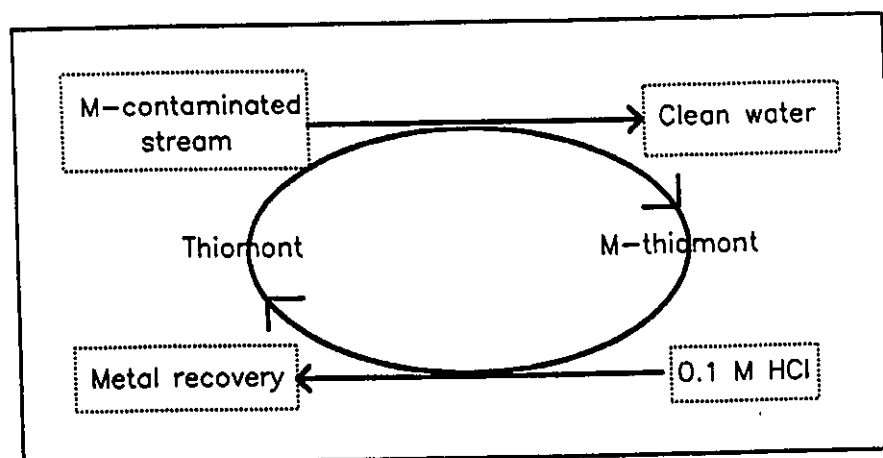 M-contaminated
stream
Clean water
Thiomont
M-thiomont
Metal recovery
0.1 M HCl